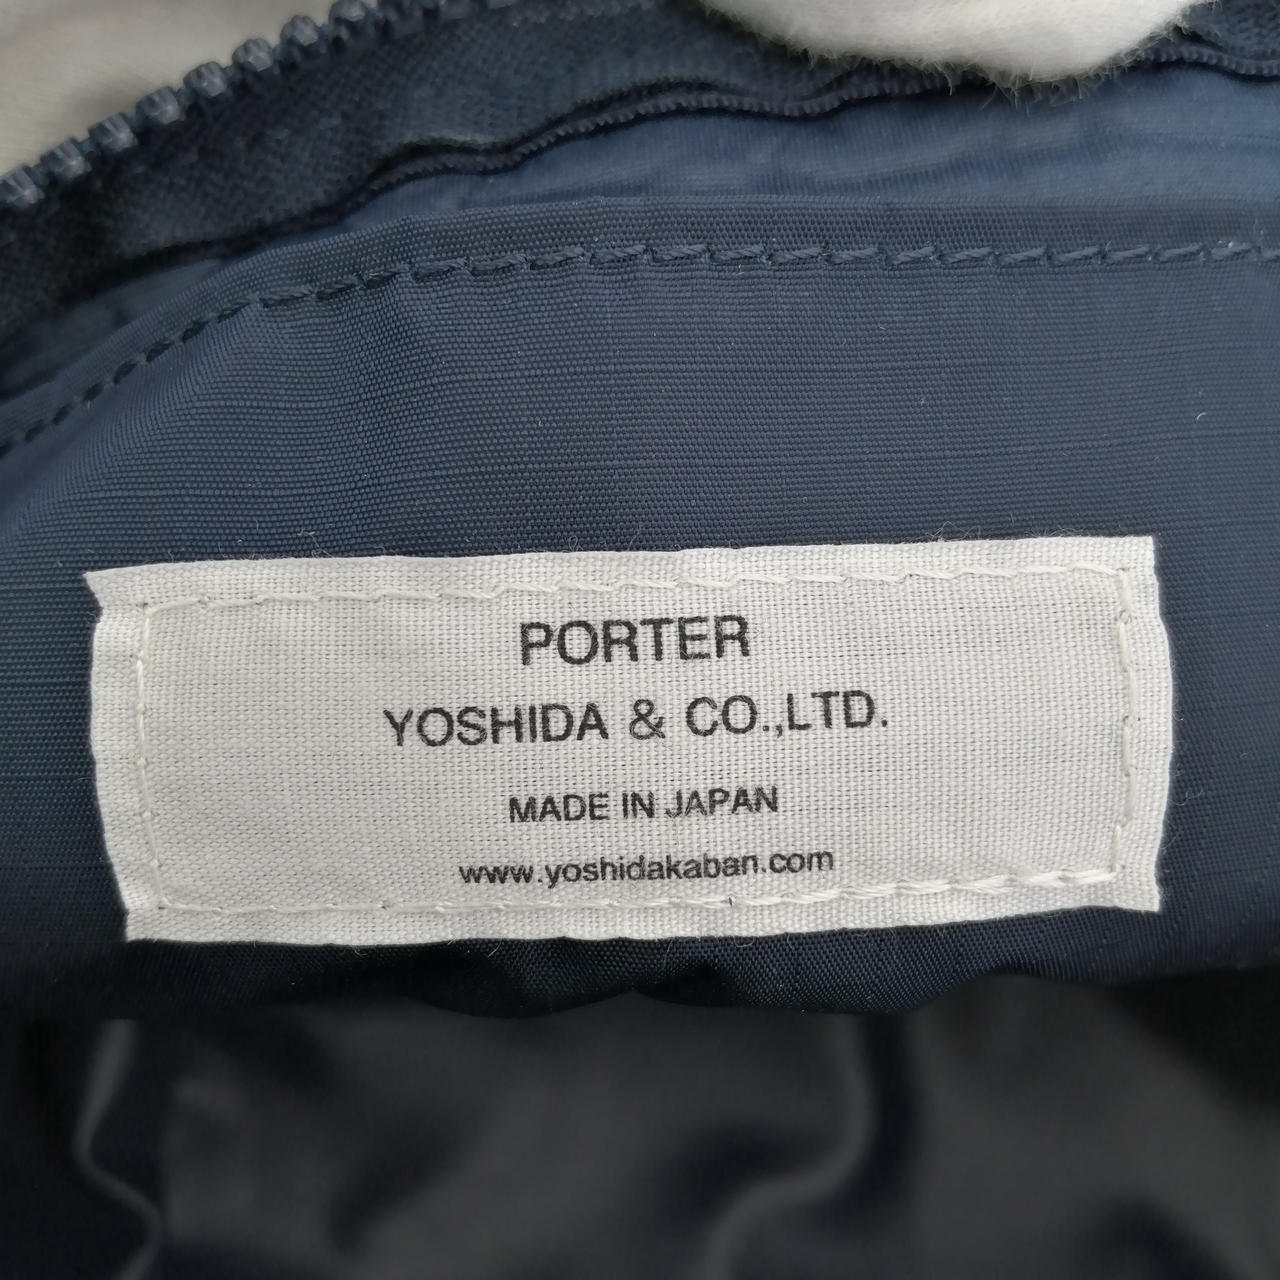 PORTER
YOSHIDA & CO.,LTD.
MADE IN JAPAN
www.yoshidakaban.com